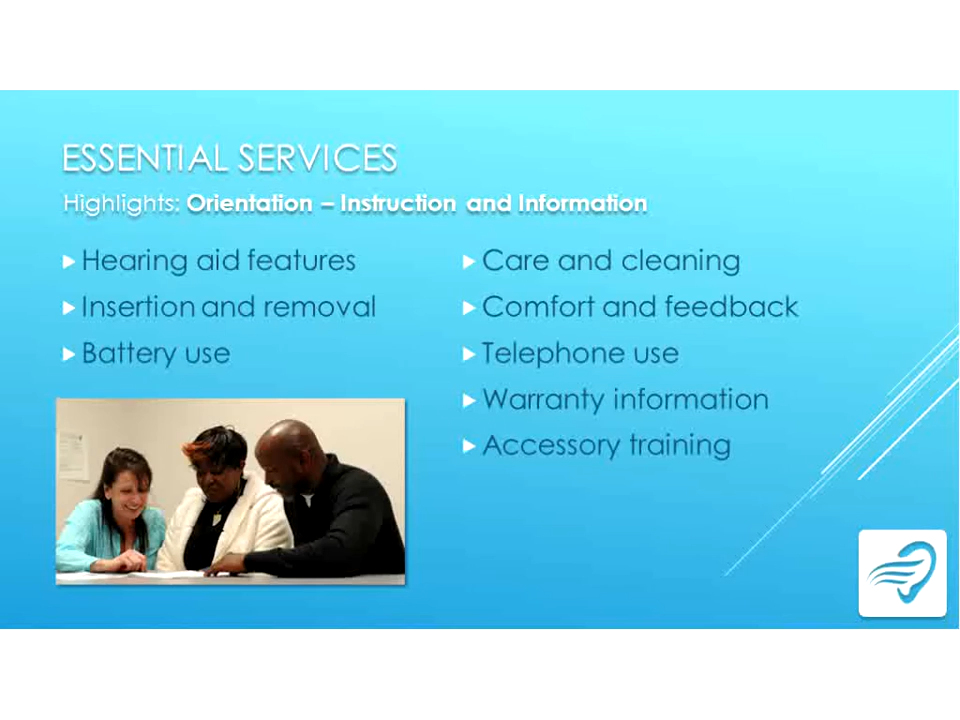 ESSENTIAL SERVICES
Highlights: Orientation – Instruction and Information
Hearing aid features
Insertion and removal
Battery use
Care and cleaning
Comfort and feedback
Telephone use
Warranty information
Accessory training